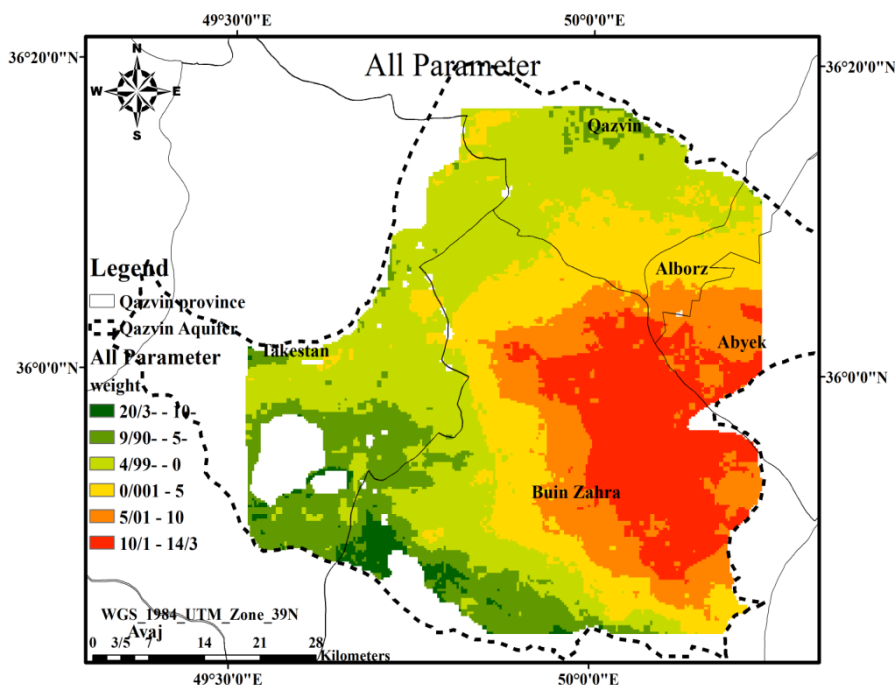 49°30'0"E 50°0'0"E
36°20'0"N 36°20'0"N
All Parameter
N
W E
S
Qazvin
Legend
Qazvin province
Qazvin Aquifer
All Parameter
weight
20/3- - 10-
9/90- - 5-
4/99- - 0
0/001 - 5
5/01 - 10
10/1 - 14/3
Alborz
Abyek
Takestan
36°0'0"N 36°0'0"N
Buin Zahra
WGS_1984_UTM_Zone_39N
Avaj
0 3/5 7 14 21 28
Kilometers
49°30'0"E 50°0'0"E